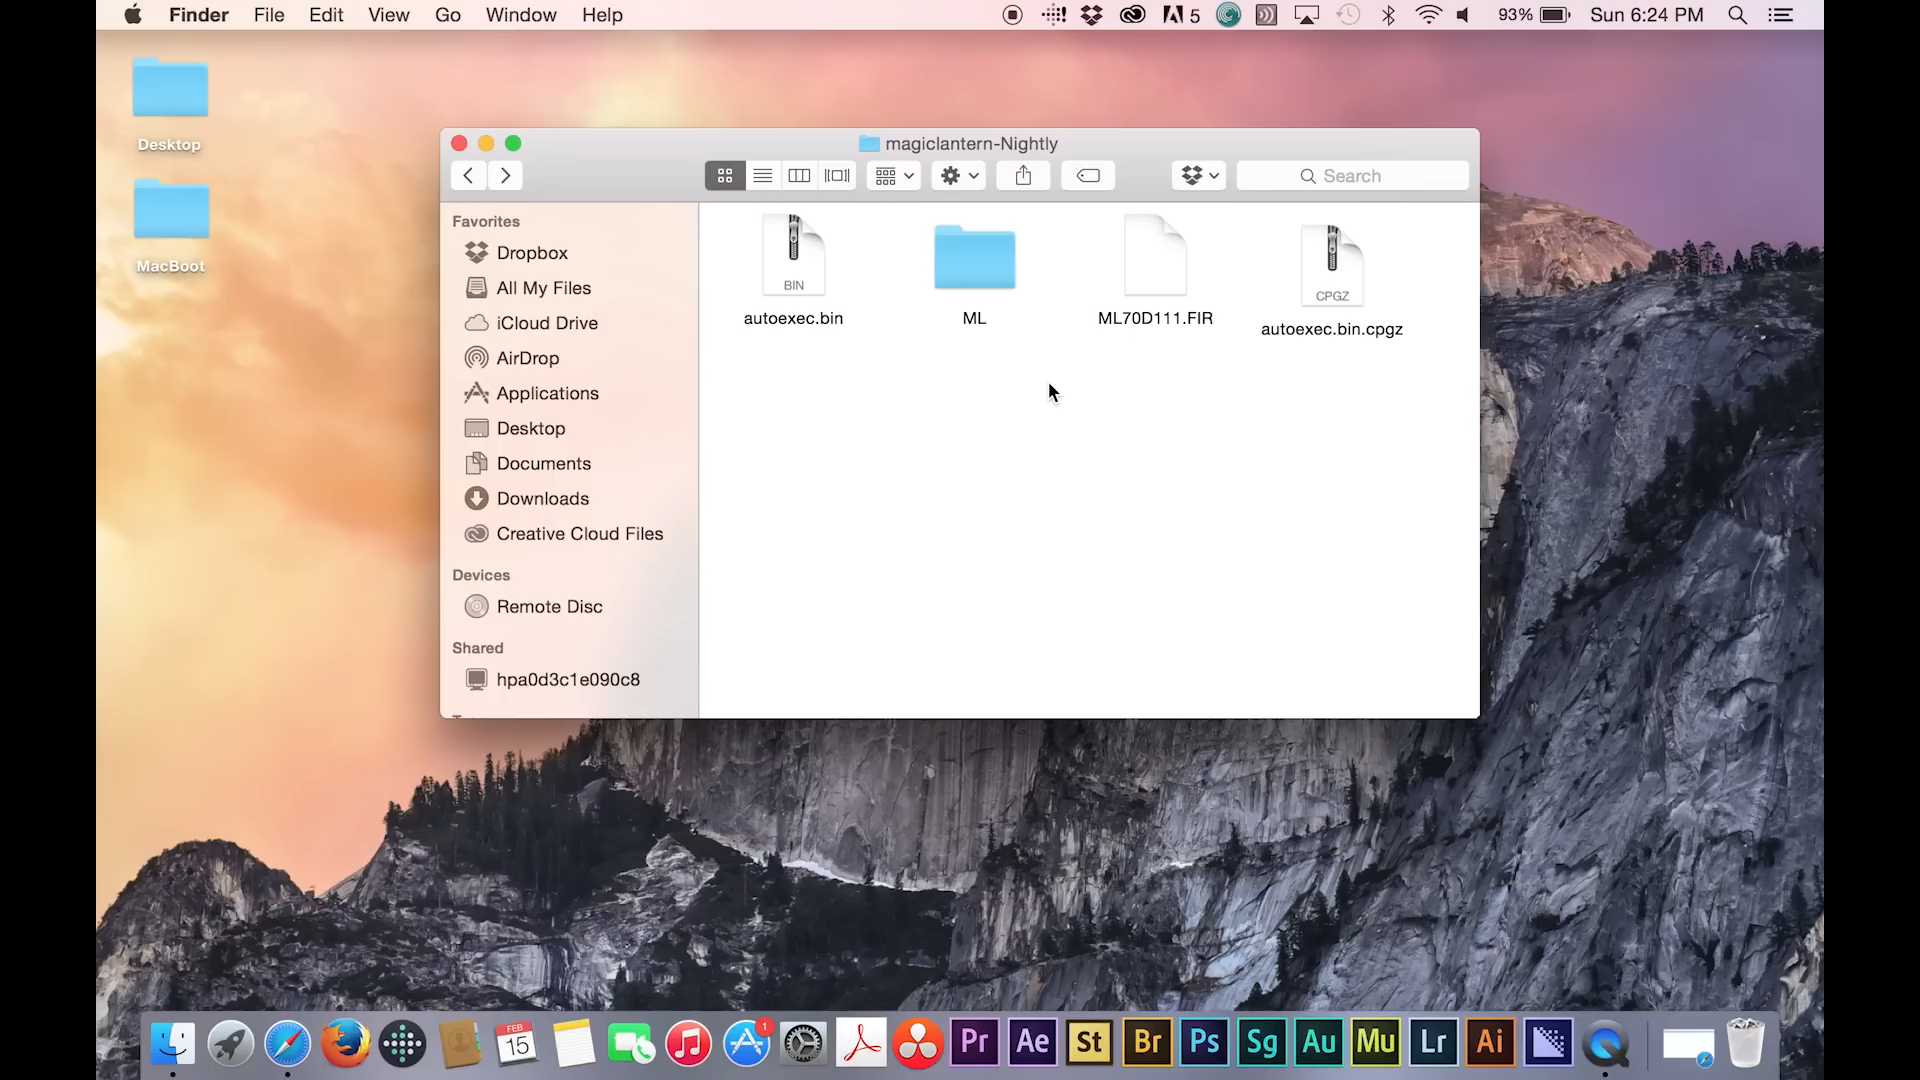 Finder File Edit View Go Window Help
5 93% Sun 6:24 PM
Desktop
MacBoot
magiclantern-Nightly
Search
Favorites
Dropbox
All My Files
iCloud Drive
AirDrop
Applications
Desktop
Documents
Downloads
Creative Cloud Files
Devices
Remote Disc
Shared
hpa0d3c1e090c8
BIN
autoexec.bin
ML
ML70D111.FIR
CPGZ
autoexec.bin.cpgz
FEB
15
1
Pr Ae St Br Ps Sg Au Mu Lr Ai